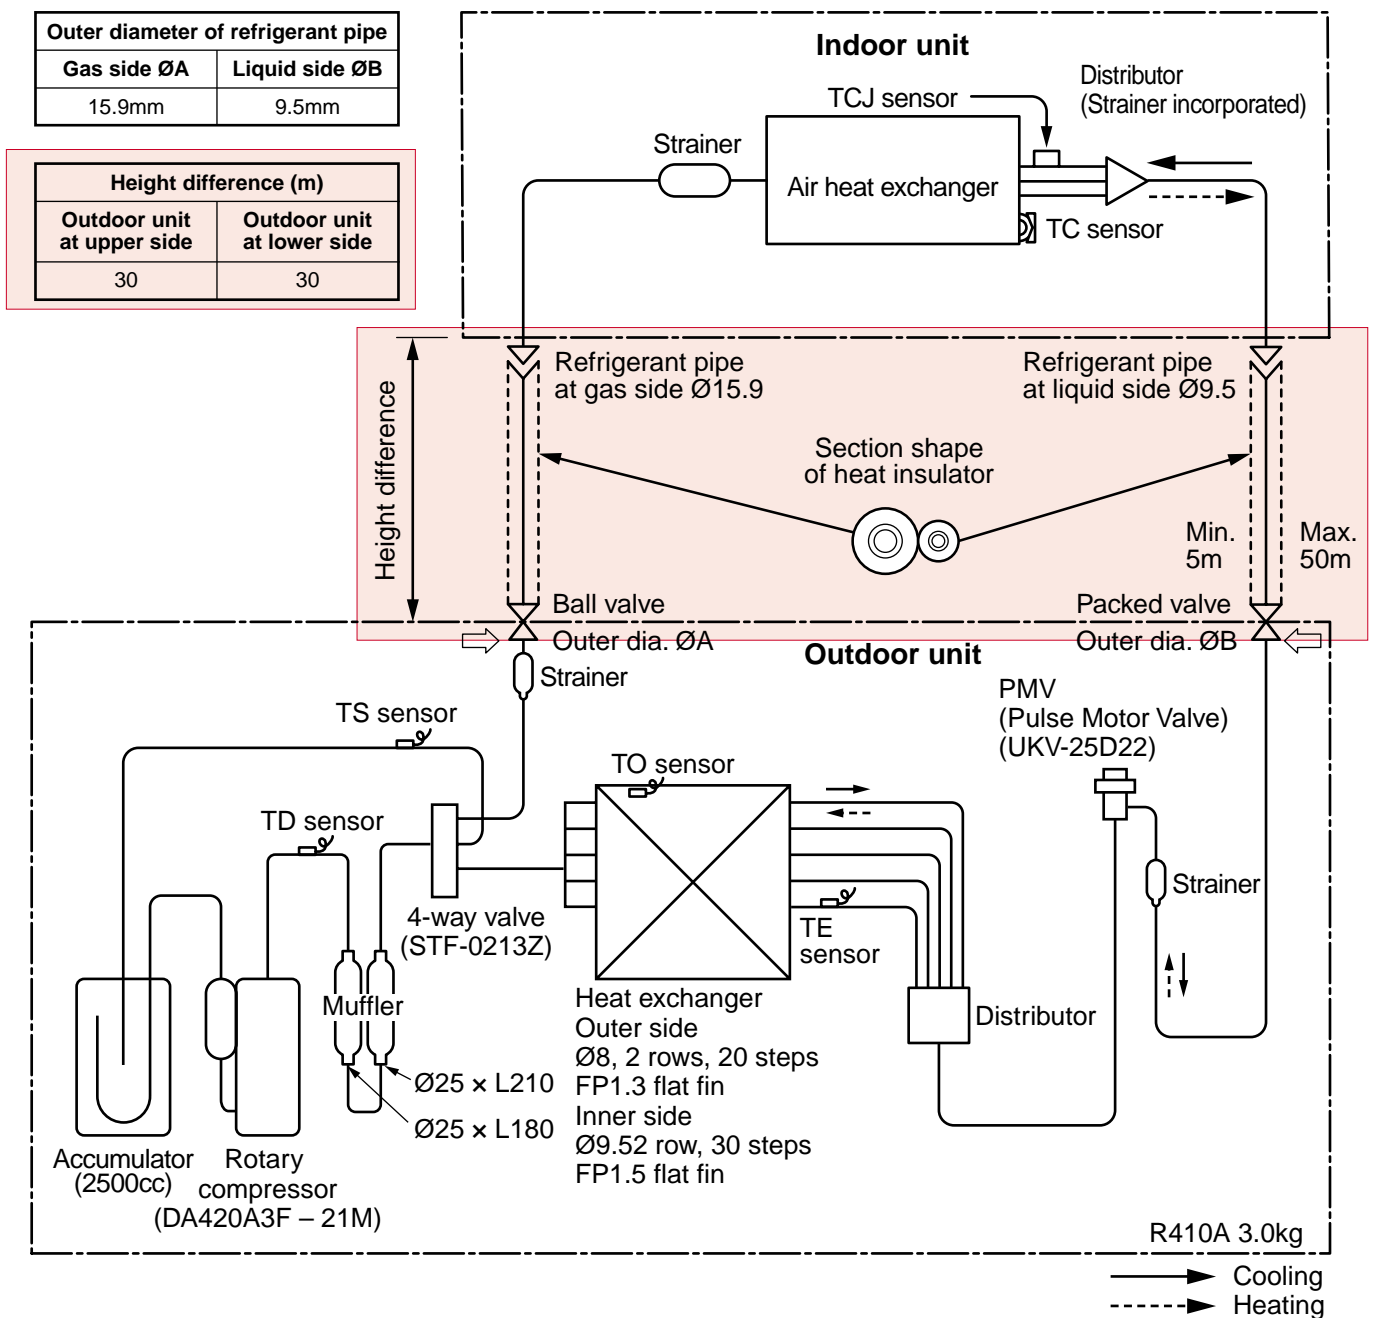 Outer diameter of refrigerant pipe
Gas side ØA
Liquid side ØB
15.9mm
9.5mm
Height difference (m)
Outdoor unit
at upper side
Outdoor unit
at lower side
30
30
Indoor unit
Distributor
(Strainer incorporated)
TCJ sensor
Strainer
Air heat exchanger
TC sensor
Height difference
Refrigerant pipe
at gas side Ø15.9
Refrigerant pipe
at liquid side Ø9.5
Section shape
of heat insulator
Min.
5m
Max.
50m
Ball valve
Outer dia. ØA
Packed valve
Outer dia. ØB
Outdoor unit
Strainer
PMV
(Pulse Motor Valve)
(UKV-25D22)
TS sensor
TO sensor
TD sensor
4-way valve
(STF-0213Z)
TE
sensor
Strainer
Muffler
Heat exchanger
Outer side
Ø8, 2 rows, 20 steps
FP1.3 flat fin
Inner side
Ø9.52 row, 30 steps
FP1.5 flat fin
Distributor
Ø25 × L210
Ø25 × L180
Accumulator
(2500cc)
Rotary
compressor
(DA420A3F – 21M)
R410A 3.0kg
Cooling
Heating